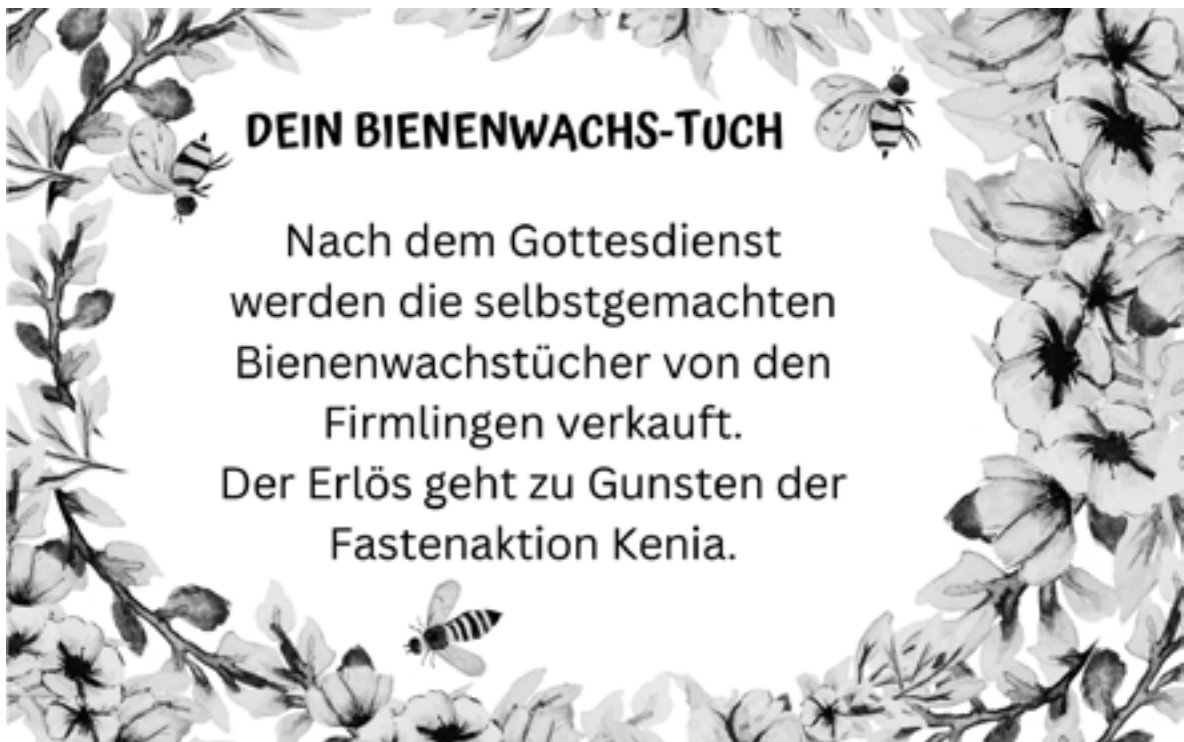 DEIN BIENENWACHS-TUCH
Nach dem Gottesdienst
werden die selbstgemachten
Bienenwachstücher von den
Firmlingen verkauft.
Der Erlös geht zu Gunsten der
Fastenaktion Kenia.